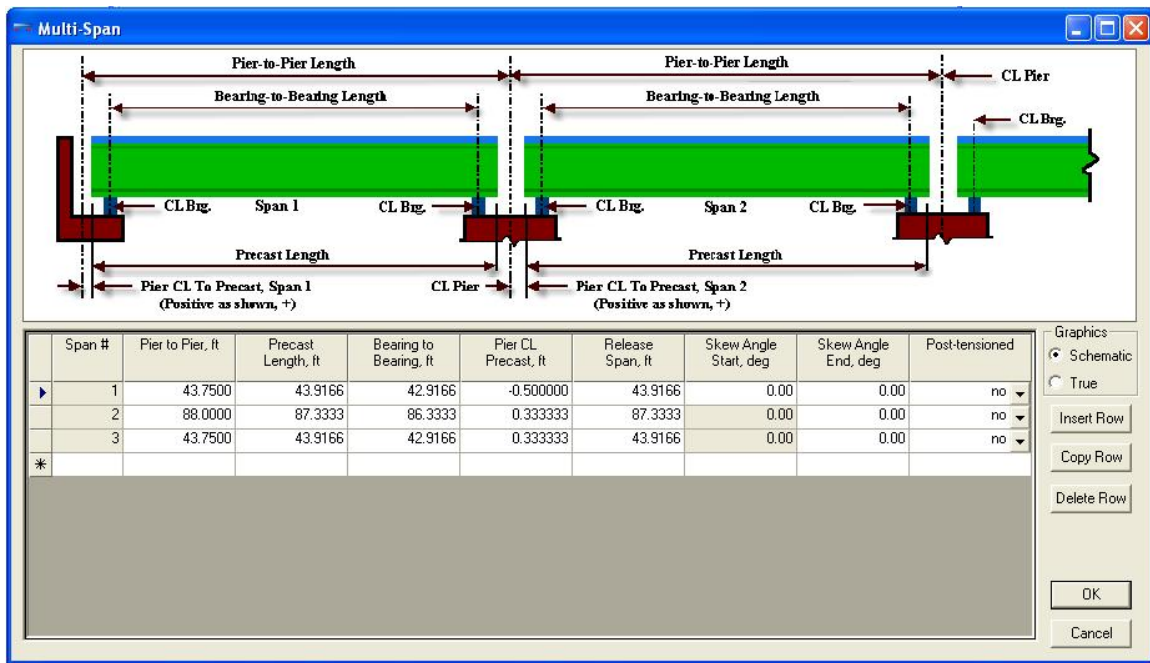 Multi-Span
Pier-to-Pier Length Pier-to-Pier Length
CL Pier
Bearing-to-Bearing Length Bearing-to-Bearing Length
CL Brg.
CL Brg. Span 1 CL Brg. CL Brg. Span 2 CL Brg.
Precast Length Precast Length
Pier CL To Precast, Span 1 CL Pier Pier CL To Precast, Span 2
(Positive as shown, +) (Positive as shown, +)
Graphics
Schematic
True
Span # Pier to Pier, ft Precast Length, ft Bearing to Bearing, ft Pier CL Precast, ft Release Span, ft Skew Angle Start, deg Skew Angle End, deg Post-tensioned
1 43.7500 43.9166 42.9166 -0.500000 43.9166 0.00 0.00 no
2 88.0000 87.3333 86.3333 0.333333 87.3333 0.00 0.00 no
3 43.7500 43.9166 42.9166 0.333333 43.9166 0.00 0.00 no
Insert Row
Copy Row
Delete Row
OK
Cancel